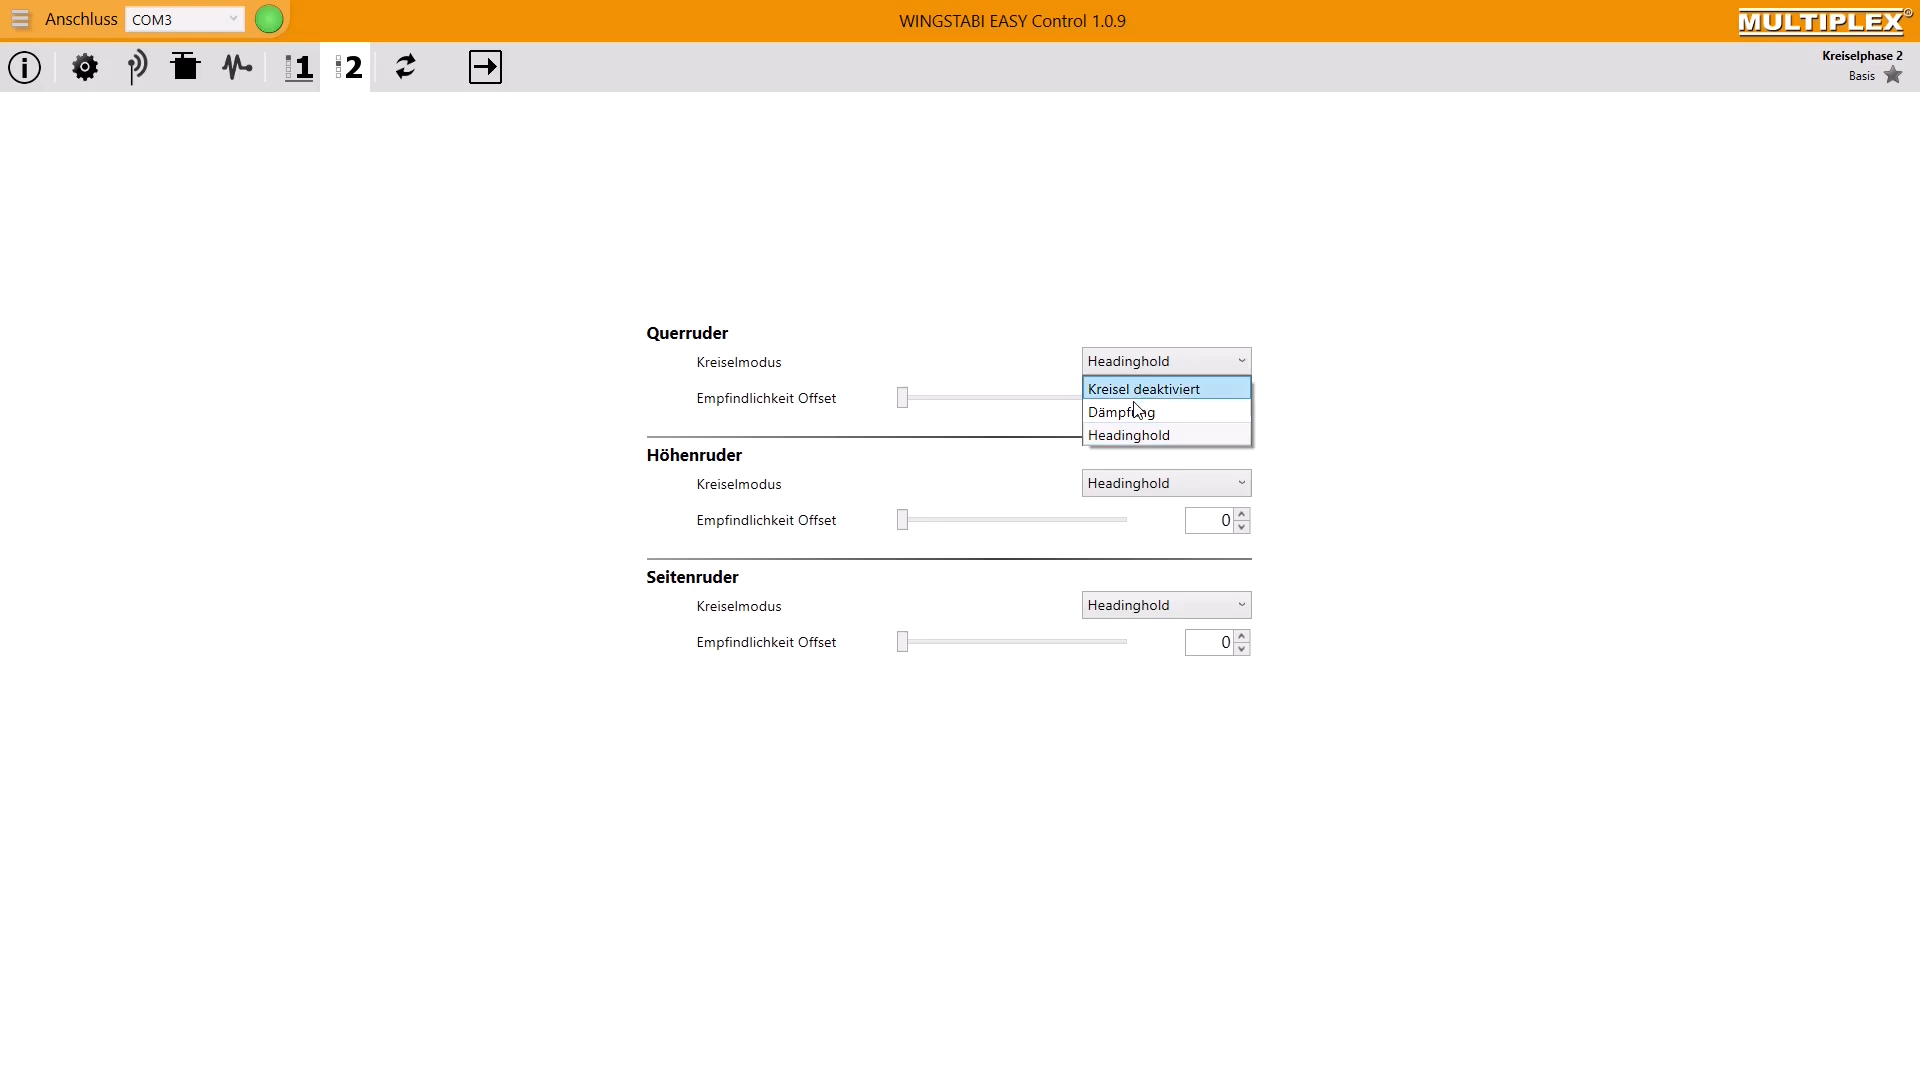 Anschluss COM3
WINGSTABI EASY Control 1.0.9
MULTIPLEX®
i 1 2
Kreiselphase 2
Basis
Querruder
Kreiselmodus Headinghold
Kreisel deaktiviert
Empfindlichkeit Offset
Dämpfung
Headinghold
Höhenruder
Kreiselmodus Headinghold
Empfindlichkeit Offset 0
Seitenruder
Kreiselmodus Headinghold
Empfindlichkeit Offset 0